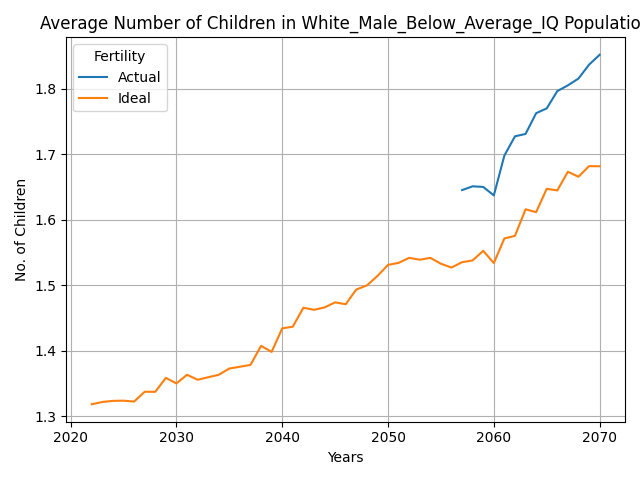 Average Number of Children in White_Male_Below_Average_IQ Populatio
Fertility
Actual
Ideal
No. of Children
1.8
1.7
1.6
1.5
1.4
1.3
2020 2030 2040 2050 2060 2070
Years